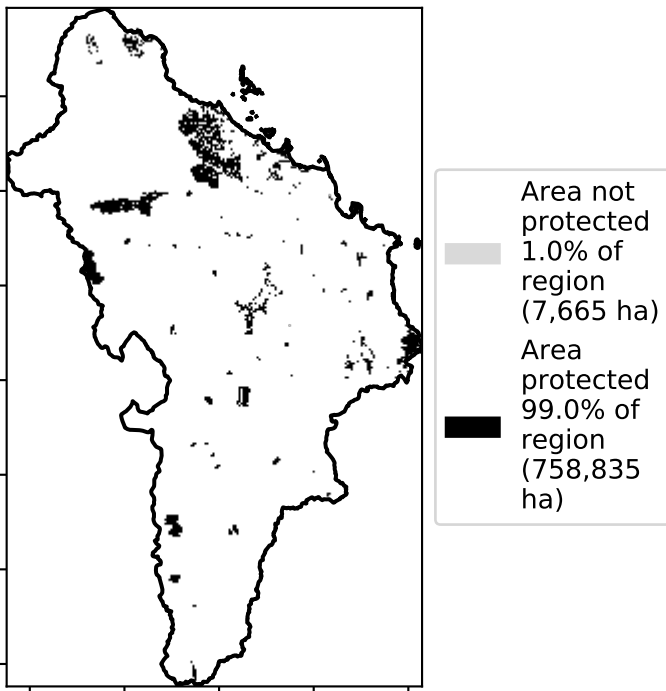 Area not
protected
1.0% of
region
(7,665 ha)
Area
protected
99.0% of
region
(758,835
ha)